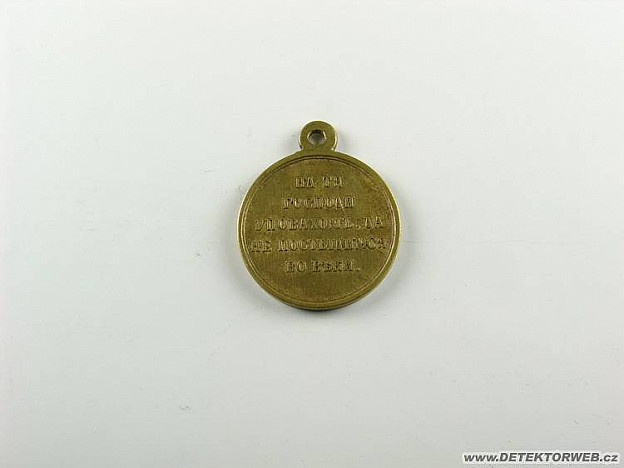 НА ТЯ
ГОСПОДИ
УПОВАХОМЪ, ДА
НЕ ПОСТЫДИМСЯ
ВО ВѢКИ.
www.DETEKTORWEB.cz